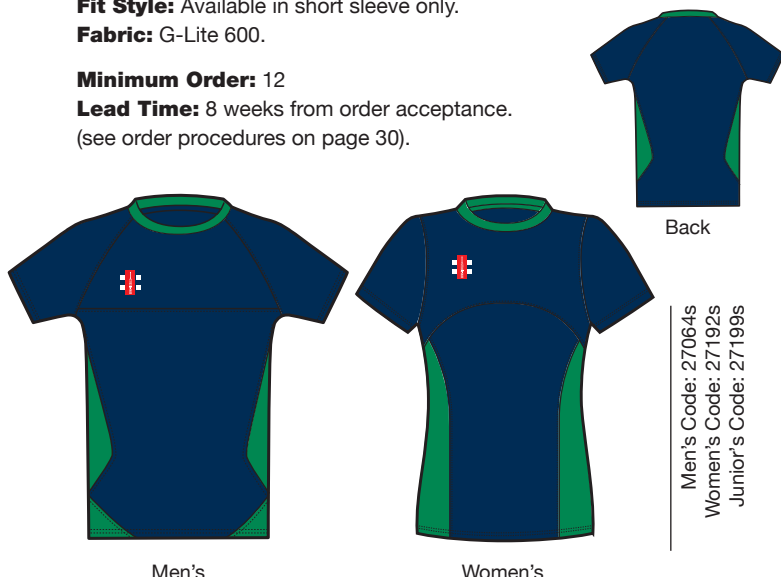 Fit Style: Available in short sleeve only.
Fabric: G-Lite 600.
Minimum Order: 12
Lead Time: 8 weeks from order acceptance.
(see order procedures on page 30).
Back
Men's Code: 27064s
Women's Code: 27192s
Junior's Code: 27199s
Men's
Women's